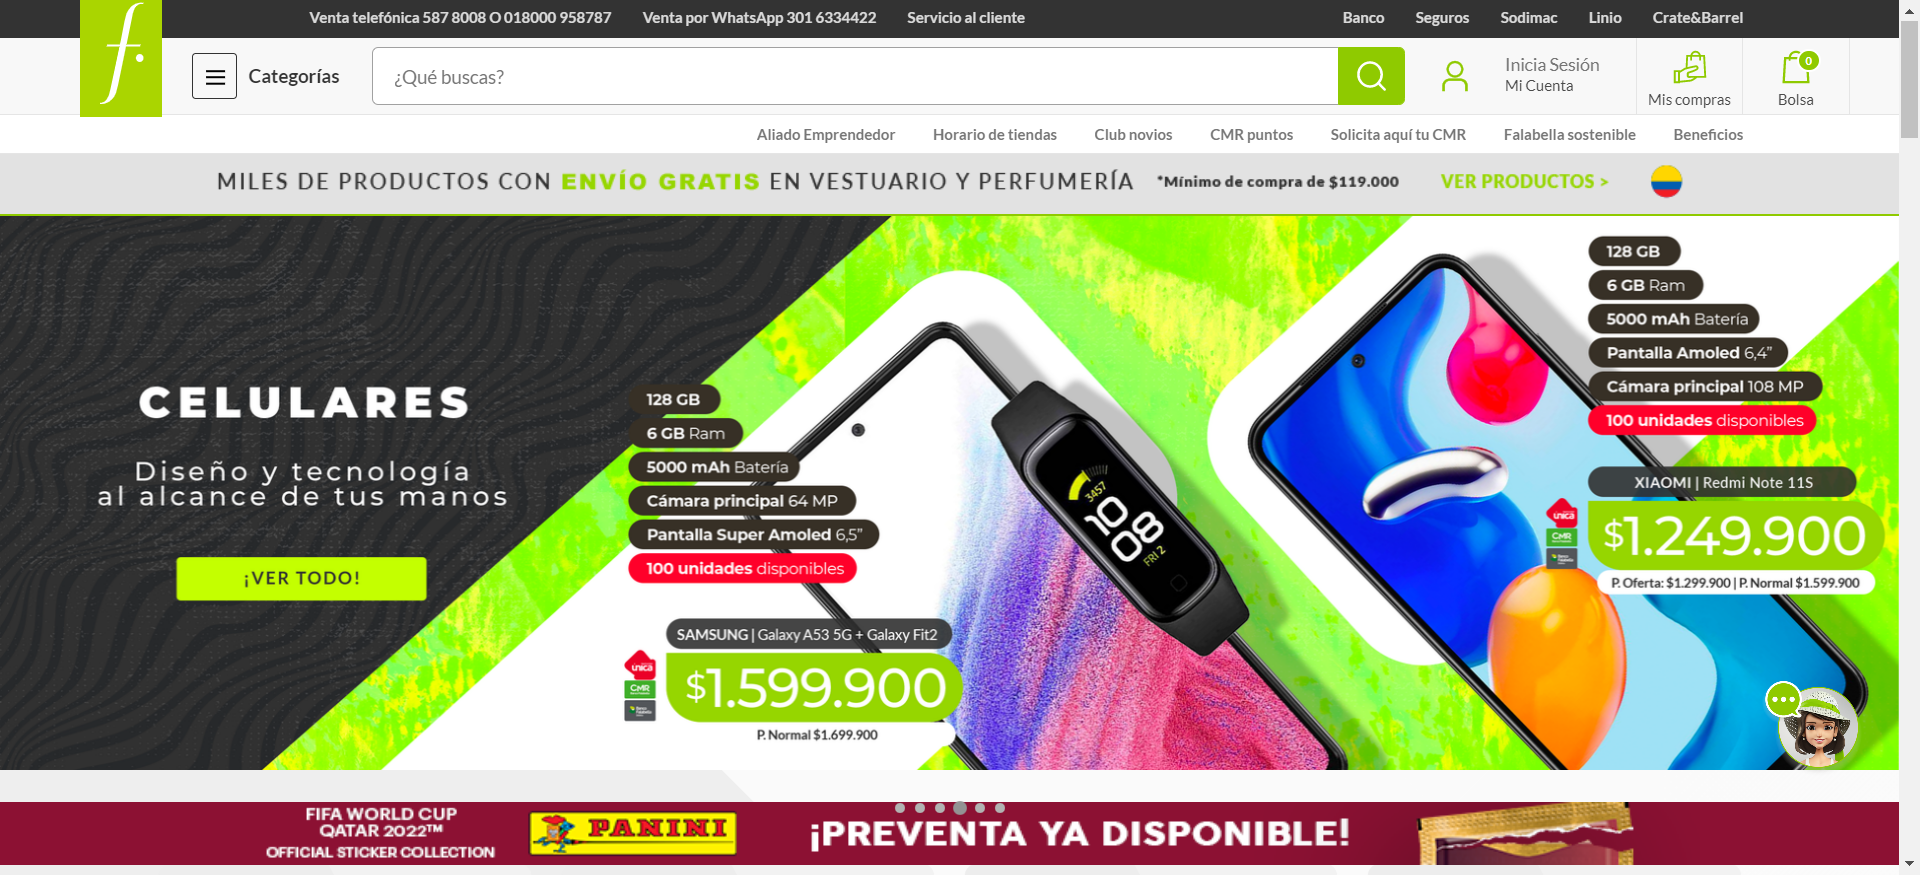 Venta telefónica 587 8008 O 018000 958787
Venta por WhatsApp 301 6334422
Servicio al cliente
Banco
Seguros
Sodimac
Linio
Crate&Barrel
f.
Categorías
¿Qué buscas?
Inicia Sesión
Mi Cuenta
Mis compras
0
Bolsa
Aliado Emprendedor
Horario de tiendas
Club novios
CMR puntos
Solicita aquí tu CMR
Falabella sostenible
Beneficios
MILES DE PRODUCTOS CON ENVÍO GRATIS EN VESTUARIO Y PERFUMERÍA *Mínimo de compra de $119.000 VER PRODUCTOS >
CELULARES
Diseño y tecnología
al alcance de tus manos
¡VER TODO!
128 GB
6 GB Ram
5000 mAh Batería
Cámara principal 64 MP
Pantalla Super Amoled 6,5”
100 unidades disponibles
SAMSUNG | Galaxy A53 5G + Galaxy Fit2
única
CMR
$1.599.900
P. Normal $1.699.900
3457
10
08
FRI 2
128 GB
6 GB Ram
5000 mAh Batería
Pantalla Amoled 6,4”
Cámara principal 108 MP
100 unidades disponibles
XIAOMI | Redmi Note 11S
única
CMR
$1.249.900
P. Oferta: $1.299.900 | P. Normal $1.599.900
FIFA WORLD CUP
QATAR 2022™
OFFICIAL STICKER COLLECTION
PANINI
¡PREVENTA YA DISPONIBLE!